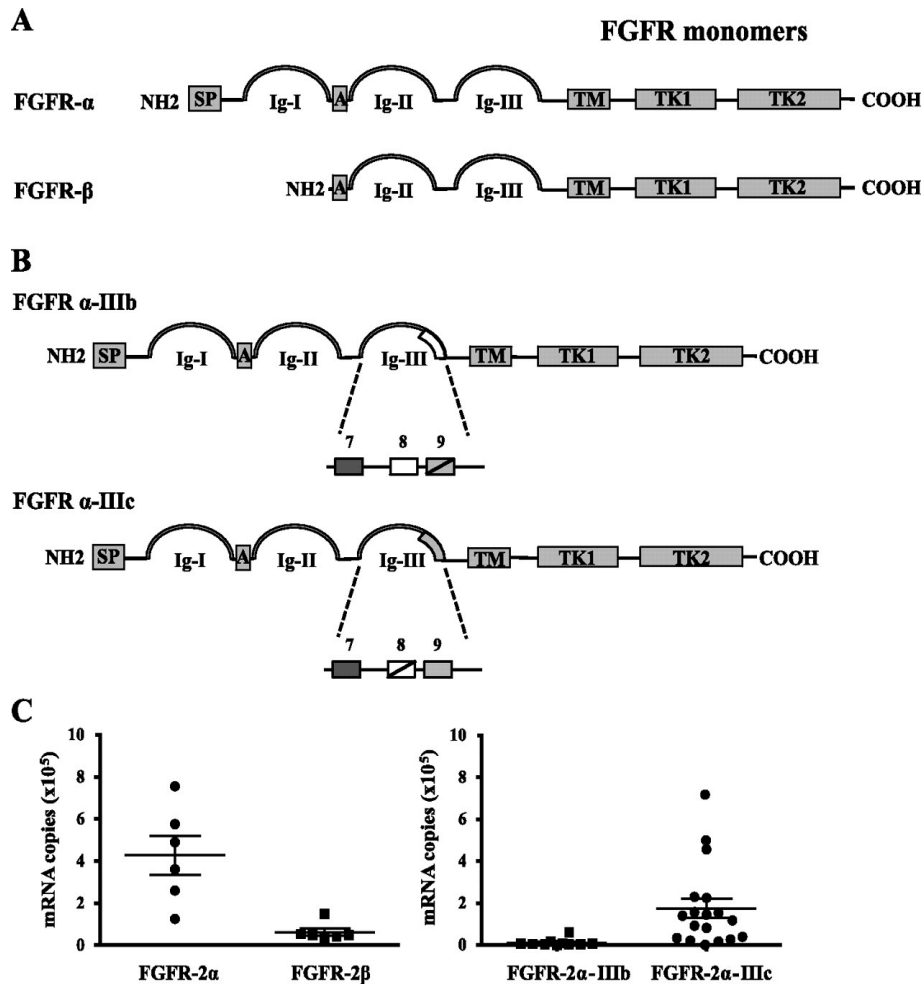 A
FGFR monomers
FGFR-α NH2 SP Ig-I A Ig-II Ig-III TM TK1 TK2 COOH
FGFR-β NH2 A Ig-II Ig-III TM TK1 TK2 COOH
B
FGFR α-IIIb
NH2 SP Ig-I A Ig-II Ig-III TM TK1 TK2 COOH
7 8 9
FGFR α-IIIc
NH2 SP Ig-I A Ig-II Ig-III TM TK1 TK2 COOH
7 8 9
C
mRNA copies (x10⁵)
10
8
6
4
2
0
FGFR-2α FGFR-2β
mRNA copies (x10⁵)
10
8
6
4
2
0
FGFR-2α-IIIb FGFR-2α-IIIc